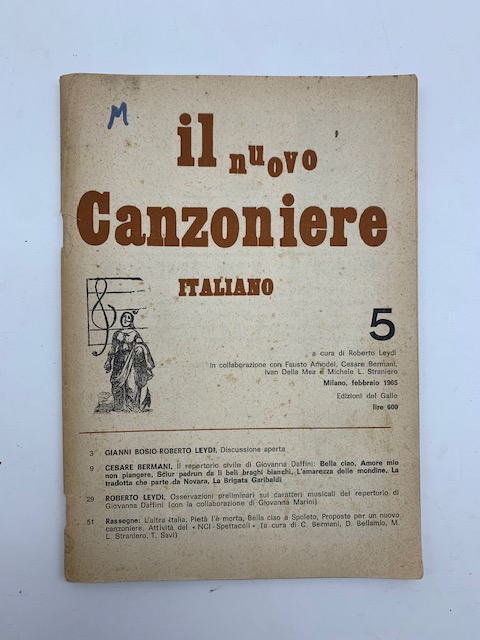 M
il nuovo
Canzoniere
ITALIANO
5
a cura di Roberto Leydi
In collaborazione con Fausto Amodei, Cesare Bermani,
Ivan Della Mea e Michele L. Straniero
Milano, febbraio 1965
Edizioni del Gallo
lire 600
3 GIANNI BOSIO-ROBERTO LEYDI, Discussione aperta
9 CESARE BERMANI, Il repertorio civile di Giovanna Daffini: Bella ciao, Amore mio
non piangere, Sciur padrun da li beli braghi bianchi, L'amarezza delle mondine, La
tradotta che parte da Novara, La Brigata Garibaldi
29 ROBERTO LEYDI, Osservazioni preliminari sui caratteri musicali del repertorio di
Giovanna Daffini (con la collaborazione di Giovanna Marini)
51 Rassegne: L'altra Italia, Pietà l'è morta, Bella ciao a Spoleto, Proposte per un nuovo
canzoniere, Attività del « NCI - Spettacoli » (a cura di C. Bermani, D. Bellamio, M.
L. Straniero, T. Savi)